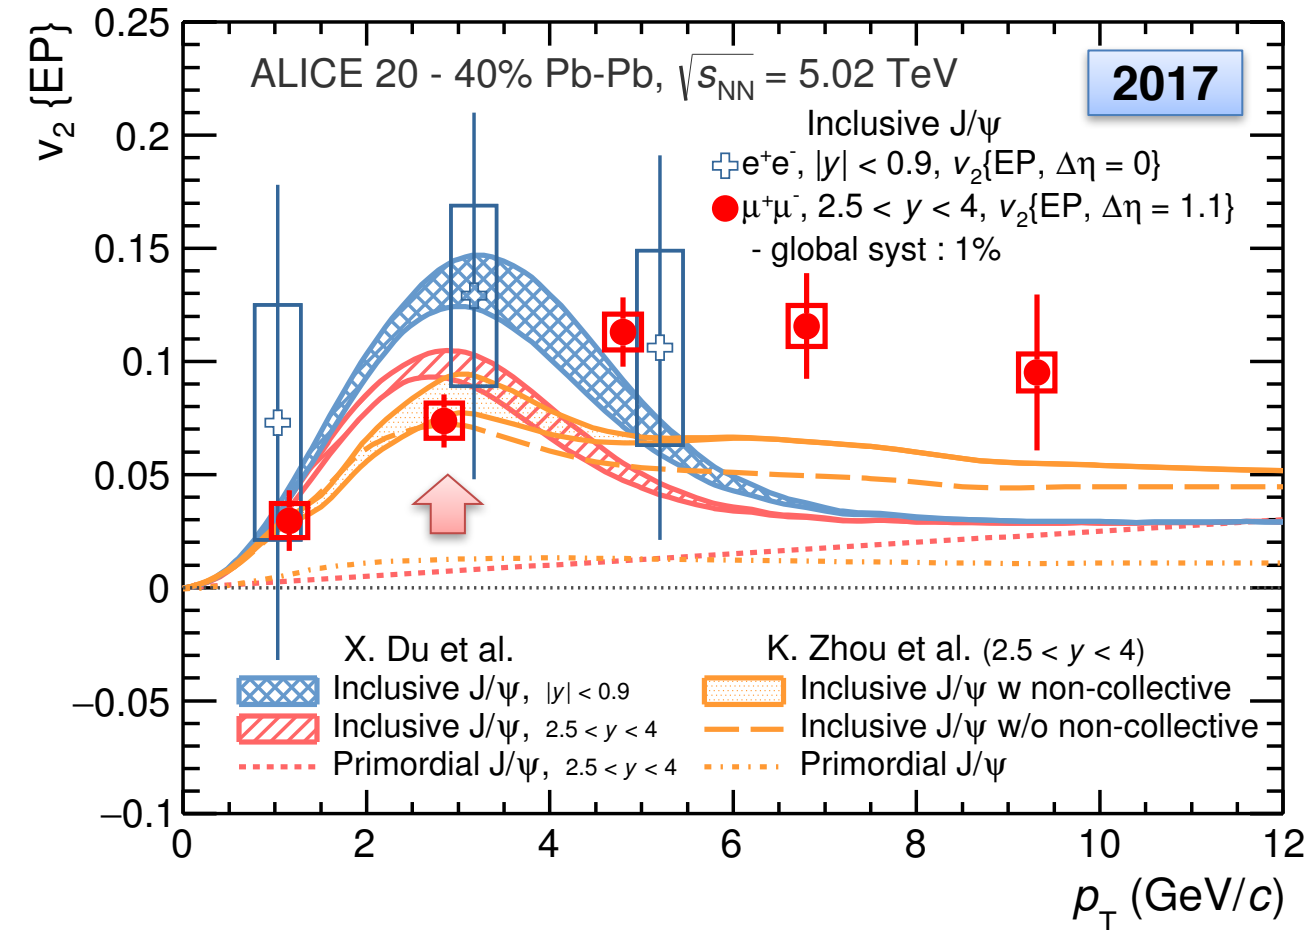 v₂ {EP}
0.25
0.2
0.15
0.1
0.05
0
−0.05
−0.1
ALICE 20 - 40% Pb-Pb, √sNN = 5.02 TeV
2017
Inclusive J/ψ
e⁺e⁻, |y| < 0.9, v₂{EP, Δη = 0}
μ⁺μ⁻, 2.5 < y < 4, v₂{EP, Δη = 1.1}
- global syst : 1%
X. Du et al.
Inclusive J/ψ, |y| < 0.9
Inclusive J/ψ, 2.5 < y < 4
Primordial J/ψ, 2.5 < y < 4
K. Zhou et al. (2.5 < y < 4)
Inclusive J/ψ w non-collective
Inclusive J/ψ w/o non-collective
Primordial J/ψ
0 2 4 6 8 10 12
pT (GeV/c)